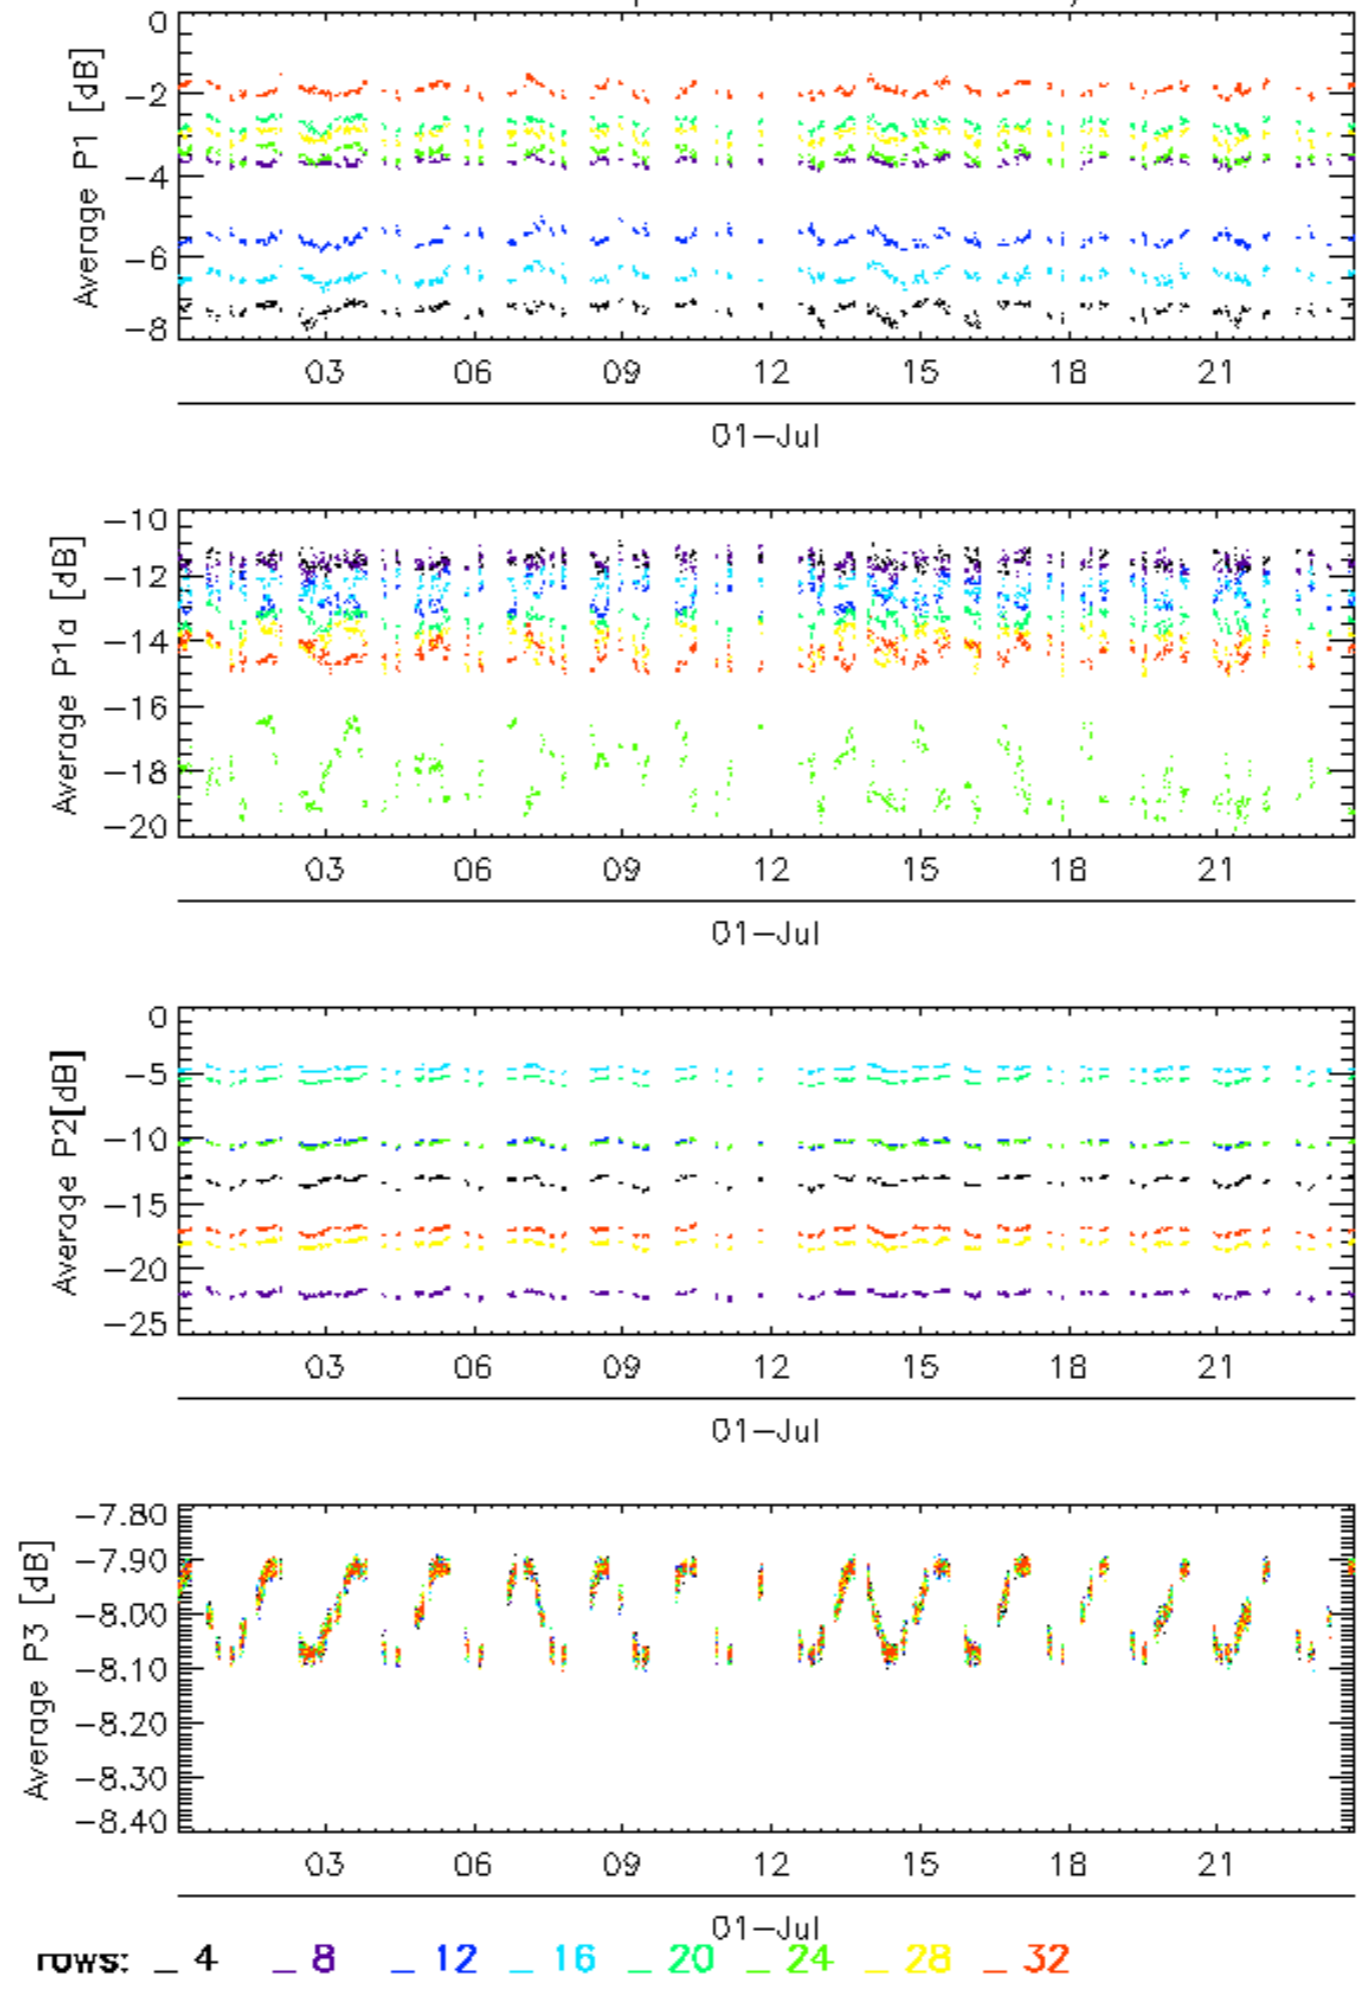 0
−2
−4
−6
−8
Average P1 [dB]
03 06 09 12 15 18 21
01−Jul
−10
−12
−14
−16
−18
−20
Average P1a [dB]
03 06 09 12 15 18 21
01−Jul
0
−5
−10
−15
−20
−25
Average P2[dB]
03 06 09 12 15 18 21
01−Jul
−7.80
−7.90
−8.00
−8.10
−8.20
−8.30
−8.40
Average P3 [dB]
03 06 09 12 15 18 21
01−Jul
rows: _ 4 _ 8 _ 12 _ 16 _ 20 _ 24 _ 28 _ 32